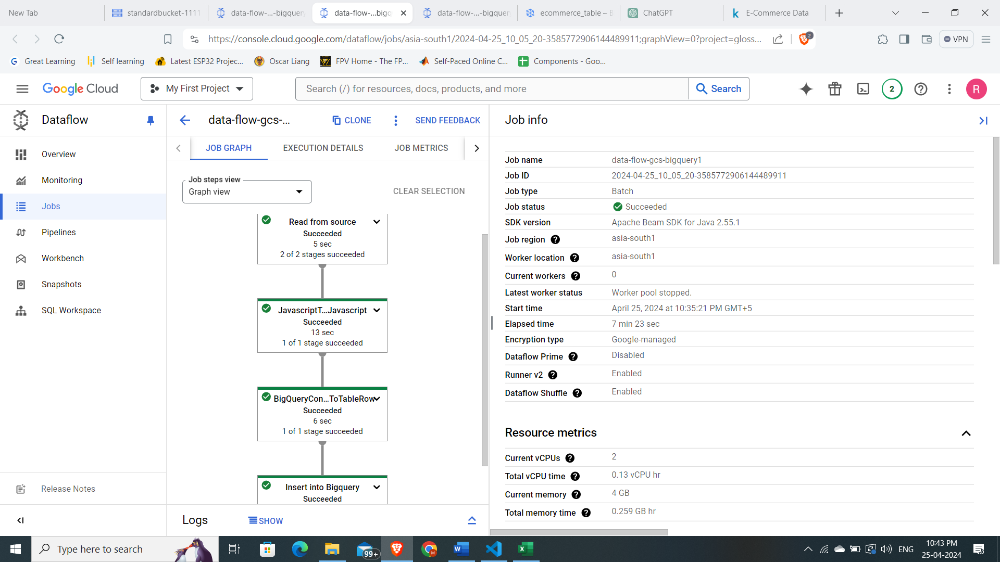 New Tab
standardbucket-1111
data-flow-...-bigquery
data-flow-...bigq
data-flow-...-bigquery
ecommerce_table – B
ChatGPT
E-Commerce Data
https://console.cloud.google.com/dataflow/jobs/asia-south1/2024-04-25_10_05_20-3585772906144489911;graphView=0?project=gloss...
2
VPN
Great Learning
Self learning
Latest ESP32 Projec...
Oscar Liang
FPV Home - The FP...
Self-Paced Online C...
Components - Goo...
Google Cloud
My First Project
Search (/) for resources, docs, products, and more
Search
2
R
Dataflow
Overview
Monitoring
Jobs
Pipelines
Workbench
Snapshots
SQL Workspace
Release Notes
data-flow-gcs-...
CLONE
SEND FEEDBACK
JOB GRAPH
EXECUTION DETAILS
JOB METRICS
Job steps view
Graph view
CLEAR SELECTION
Read from source
Succeeded
5 sec
2 of 2 stages succeeded
JavascriptT...Javascript
Succeeded
13 sec
1 of 1 stage succeeded
BigQueryCon...ToTableRow
Succeeded
6 sec
1 of 1 stage succeeded
Insert into Bigquery
Succeeded
Logs
SHOW
Job info
Job name data-flow-gcs-bigquery1
Job ID 2024-04-25_10_05_20-3585772906144489911
Job type Batch
Job status Succeeded
SDK version Apache Beam SDK for Java 2.55.1
Job region asia-south1
Worker location asia-south1
Current workers 0
Latest worker status Worker pool stopped.
Start time April 25, 2024 at 10:35:21 PM GMT+5
Elapsed time 7 min 23 sec
Encryption type Google-managed
Dataflow Prime Disabled
Runner v2 Enabled
Dataflow Shuffle Enabled
Resource metrics
Current vCPUs 2
Total vCPU time 0.13 vCPU hr
Current memory 4 GB
Total memory time 0.259 GB hr
Type here to search
99+
M
ENG
10:43 PM
25-04-2024